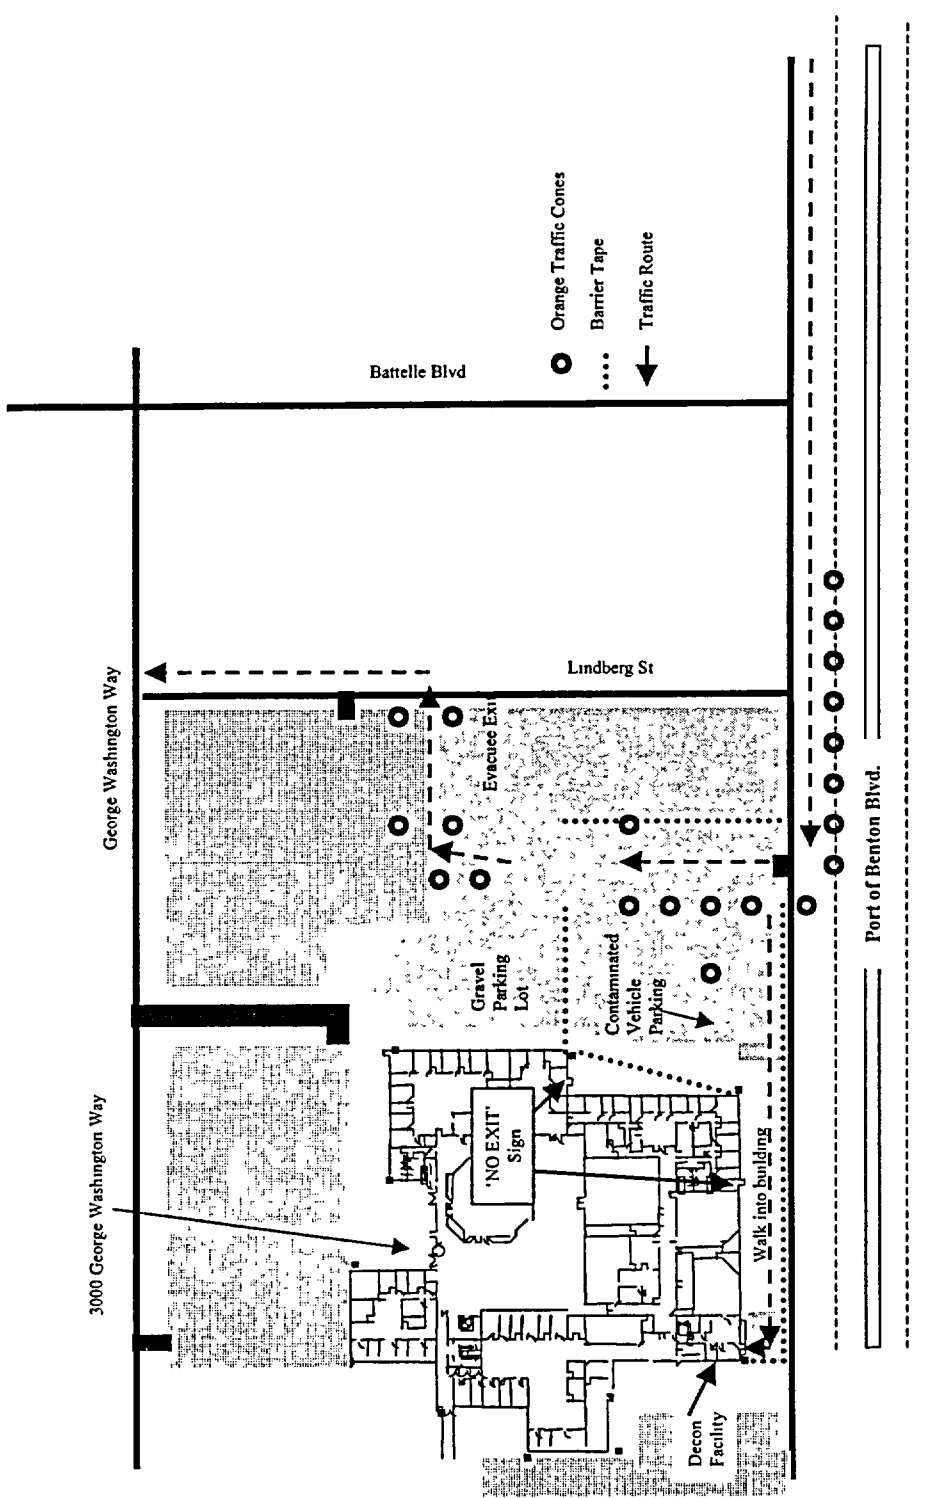 3000 George Washington Way
George Washington Way
Battelle Blvd
Orange Traffic Cones
Barrier Tape
Traffic Route
Lindberg St
Evacuee Exit
Gravel
Parking
Lot
Contaminated
Vehicle
Parking
'NO EXIT'
Sign
Walk into building
Decon
Facility
Port of Benton Blvd.